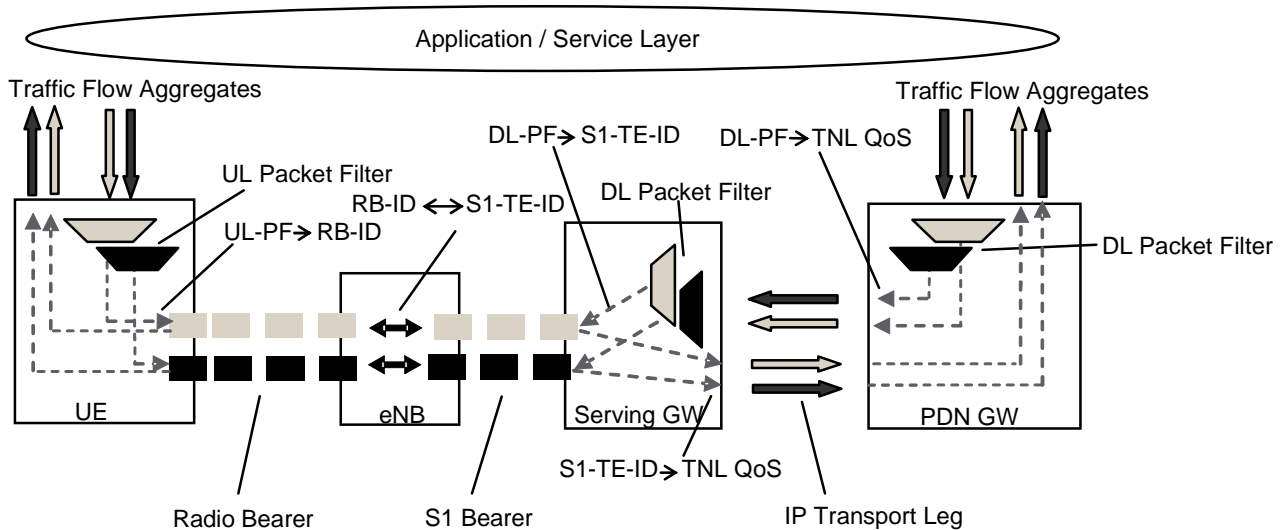 Application / Service Layer
Traffic Flow Aggregates
Traffic Flow Aggregates
DL-PF→S1-TE-ID
DL-PF→TNL QoS
UL Packet Filter
DL Packet Filter
RB-ID ↔ S1-TE-ID
UL-PF→RB-ID
DL Packet Filter
UE
eNB
Serving GW
PDN GW
S1-TE-ID→TNL QoS
Radio Bearer
S1 Bearer
IP Transport Leg